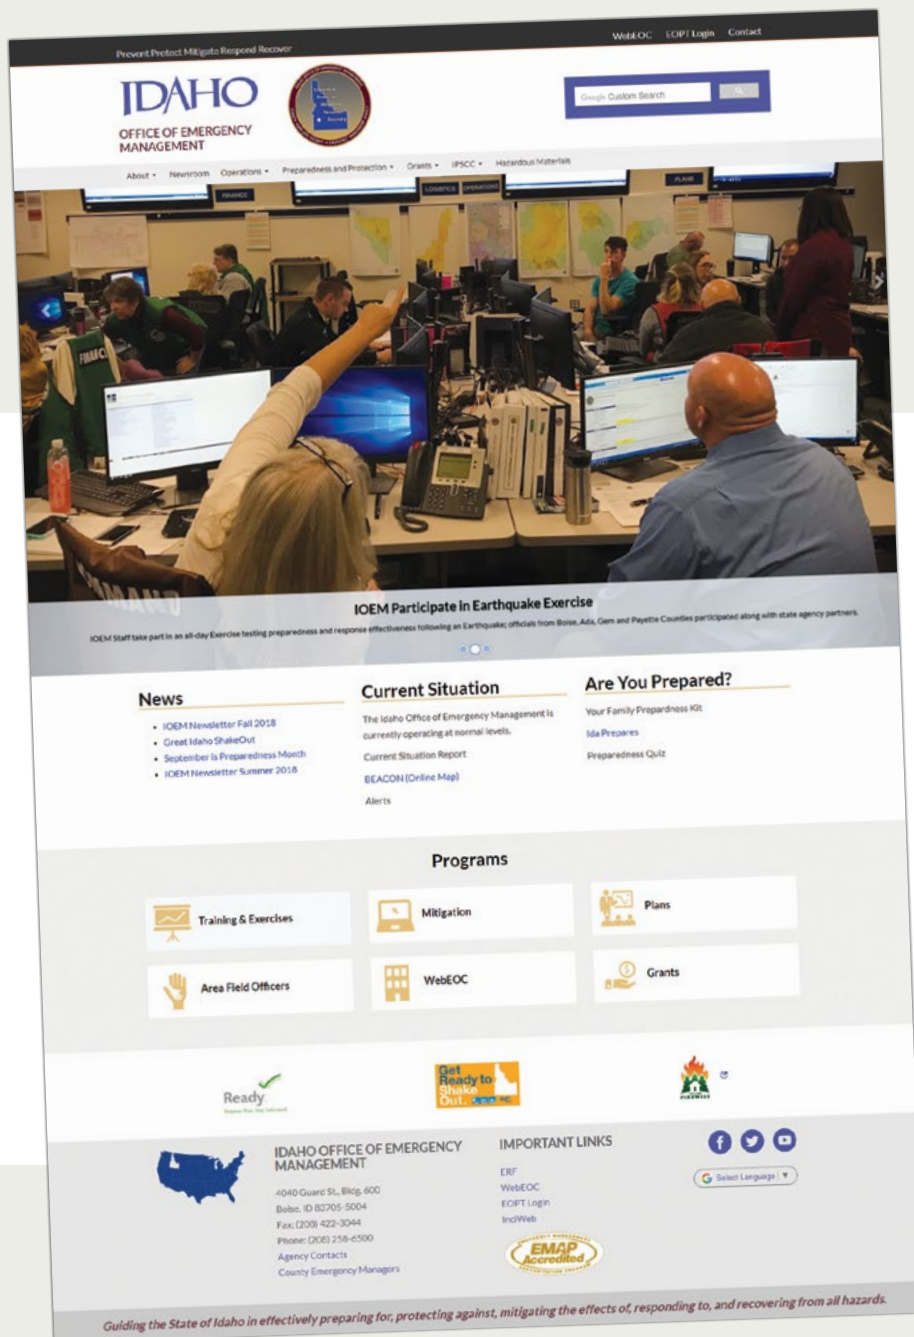 Prevent Protect Mitigate Respond Recover
WebEOC EOPT Login Contact
IDAHO
OFFICE OF EMERGENCY
MANAGEMENT
Google Custom Search
About Newsroom Operations Preparedness and Protection Grants IPSCC Hazardous Materials
FINANCE
LOGISTICS
OPERATIONS
PLANS
FINANC
MAND
IOEM Participate in Earthquake Exercise
IOEM Staff take part in an all-day Exercise testing preparedness and response effectiveness following an Earthquake; officials from Boise, Ada, Gem and Payette Counties participated along with state agency partners.
News
• IOEM Newsletter Fall 2018
• Great Idaho ShakeOut
• September is Preparedness Month
• IOEM Newsletter Summer 2018
Current Situation
The Idaho Office of Emergency Management is
currently operating at normal levels.
Current Situation Report
BEACON (Online Map)
Alerts
Are You Prepared?
Your Family Prepardness Kit
Ida Prepares
Preparedness Quiz
Programs
Training & Exercises
Mitigation
Plans
Area Field Officers
WebEOC
Grants
Ready
Get
Ready to
Shake
Out.
FIREWISE
IDAHO OFFICE OF EMERGENCY
MANAGEMENT
4040 Guard St., Bldg. 600
Boise, ID 83705-5004
Fax: (208) 422-3044
Phone: (208) 258-6500
Agency Contacts
County Emergency Managers
IMPORTANT LINKS
ERF
WebEOC
EOPT Login
InciWeb
EMAP
Accredited
Select Language
Guiding the State of Idaho in effectively preparing for, protecting against, mitigating the effects of, responding to, and recovering from all hazards.